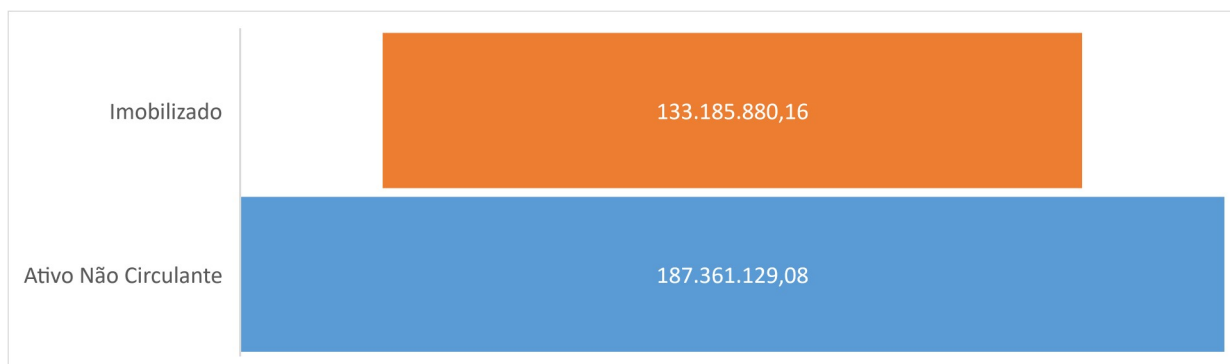 Imobilizado
133.185.880,16
Ativo Não Circulante
187.361.129,08